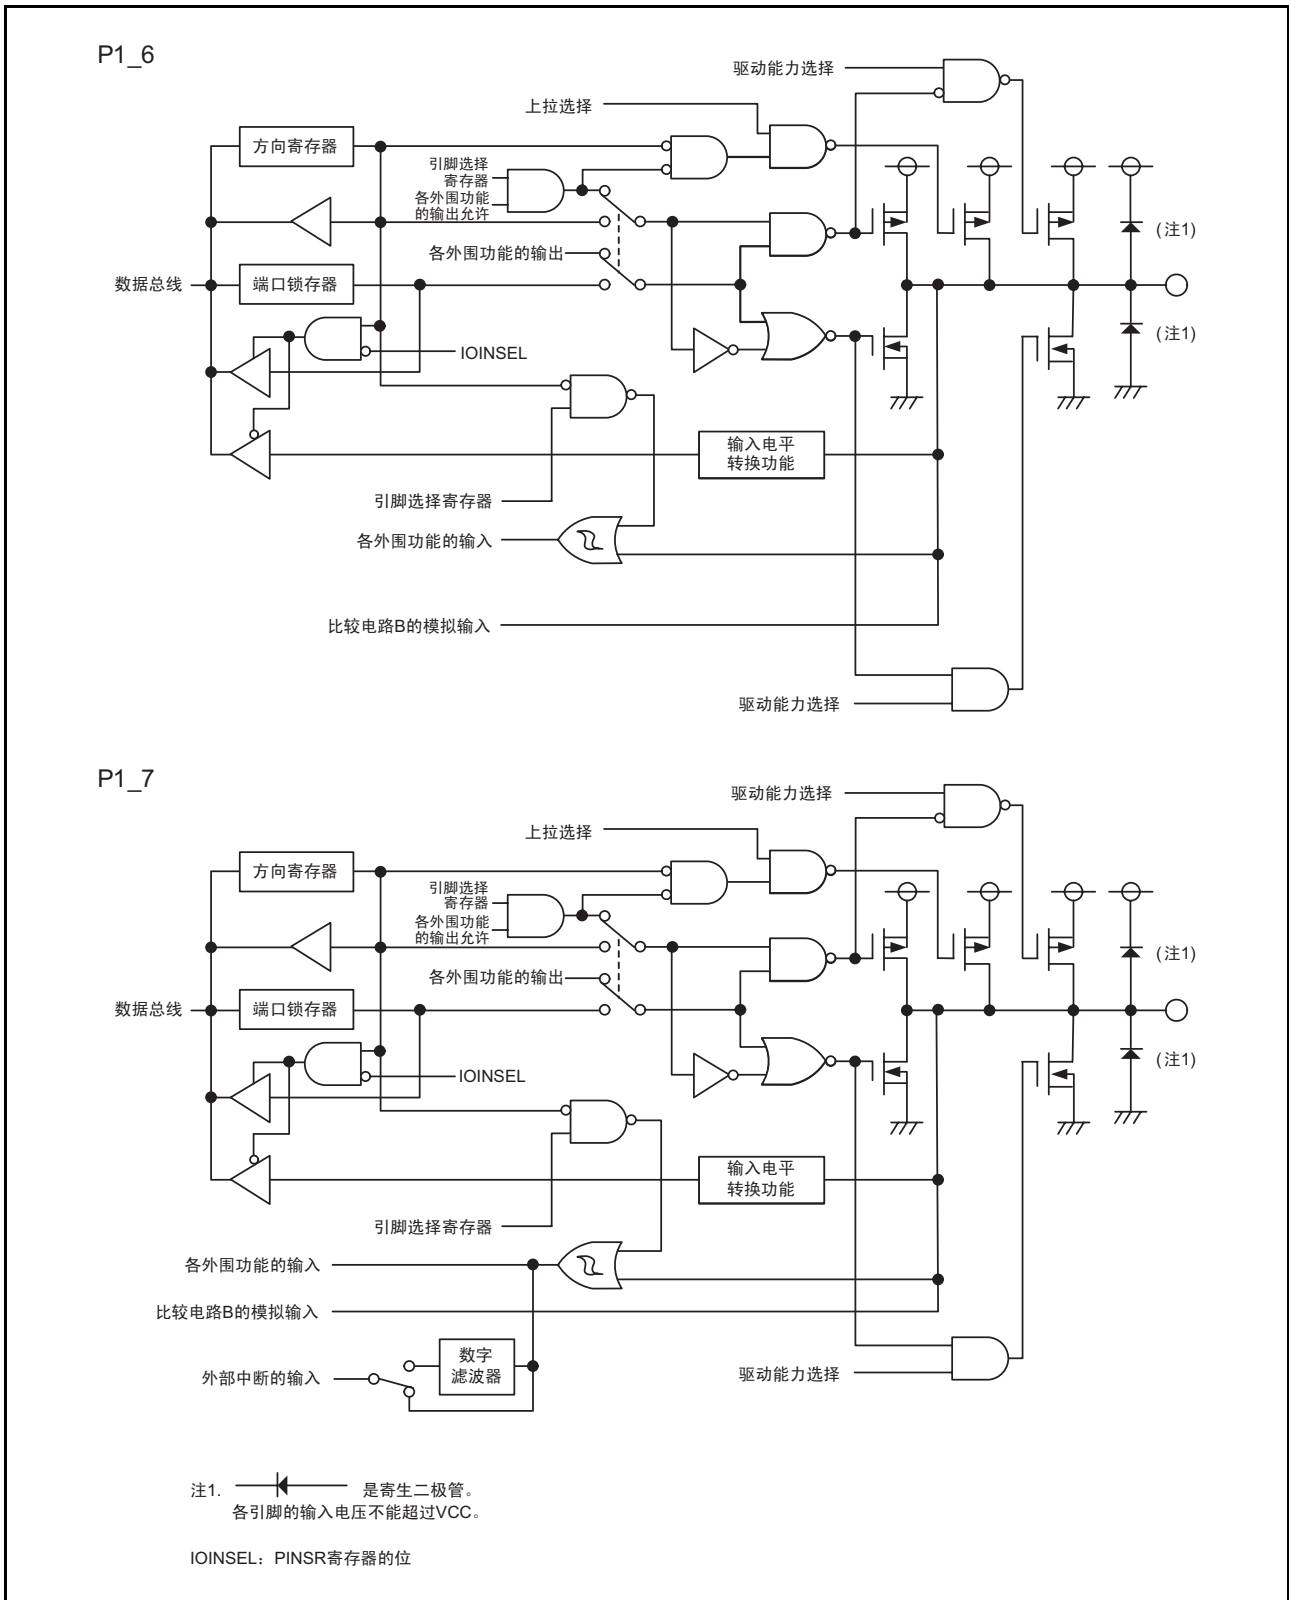 P1_6
驱动能力选择
上拉选择
方向寄存器
引脚选择
寄存器
各外围功能
的输出允许
(注1)
各外围功能的输出
数据总线
端口锁存器
(注1)
IOINSEL
输入电平
转换功能
引脚选择寄存器
各外围功能的输入
比较电路B的模拟输入
驱动能力选择
P1_7
驱动能力选择
上拉选择
方向寄存器
引脚选择
寄存器
各外围功能
的输出允许
(注1)
各外围功能的输出
数据总线
端口锁存器
(注1)
IOINSEL
输入电平
转换功能
引脚选择寄存器
各外围功能的输入
比较电路B的模拟输入
数字
滤波器
外部中断的输入
驱动能力选择
注1. 是寄生二极管。
各引脚的输入电压不能超过VCC。
IOINSEL：PINSR寄存器的位